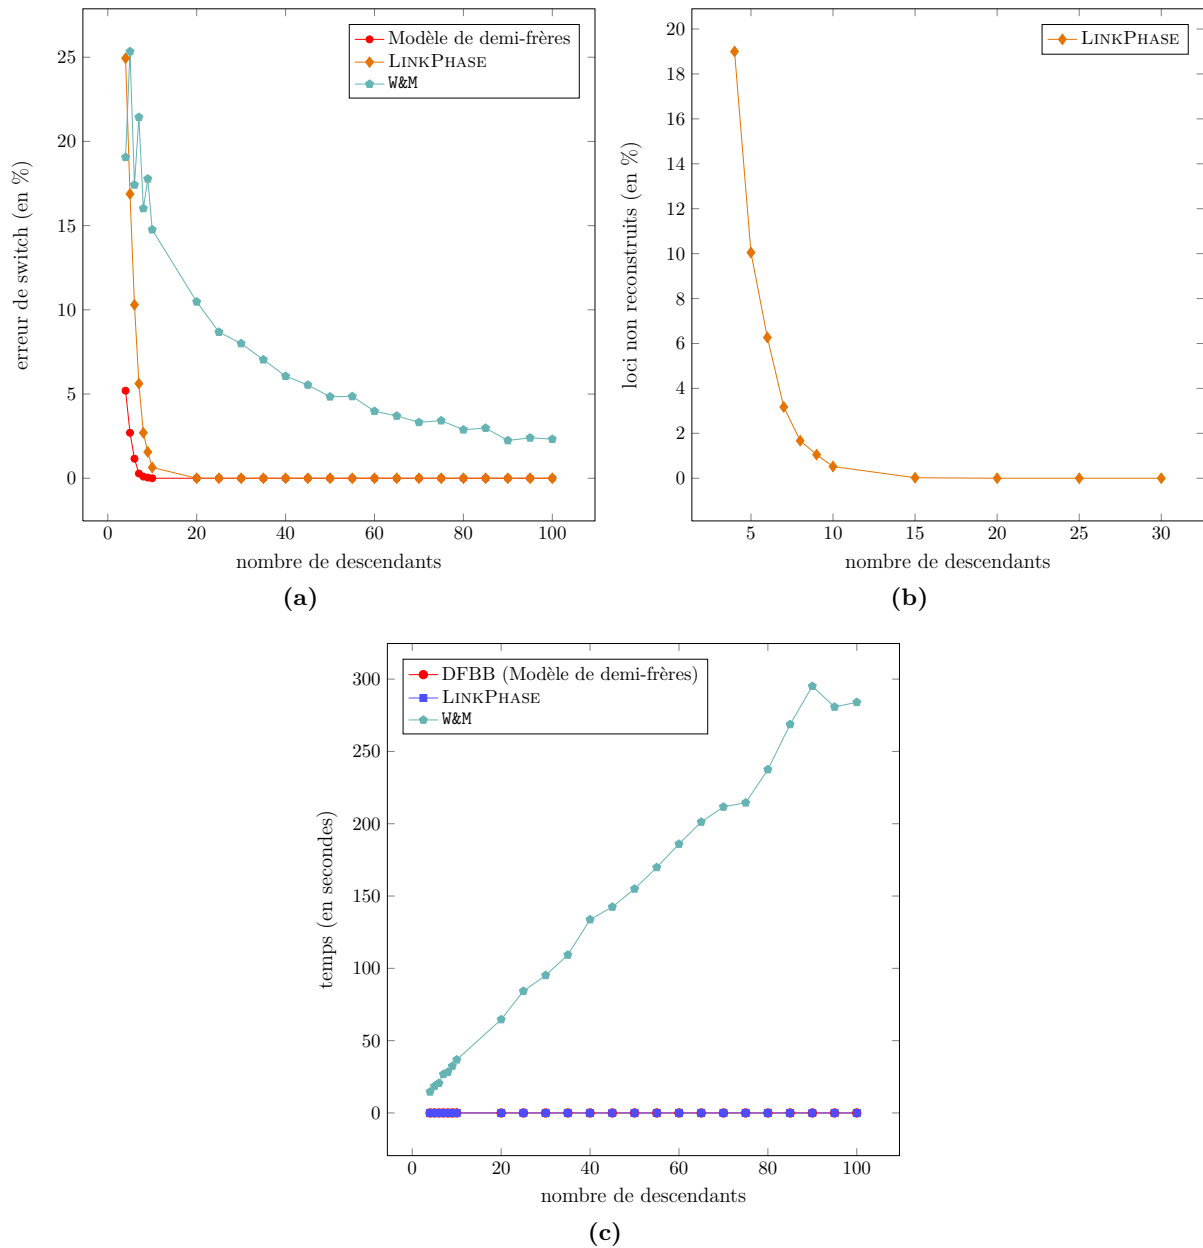 Modèle de demi-frères
LINKPHASE
W&M
25
20
15
10
5
0
erreur de switch (en %)
0 20 40 60 80 100
nombre de descendants
(a)
LINKPHASE
20
18
16
14
12
10
8
6
4
2
0
loci non reconstruits (en %)
5 10 15 20 25 30
nombre de descendants
(b)
DFBB (Modèle de demi-frères)
LINKPHASE
W&M
300
250
200
150
100
50
0
temps (en secondes)
0 20 40 60 80 100
nombre de descendants
(c)